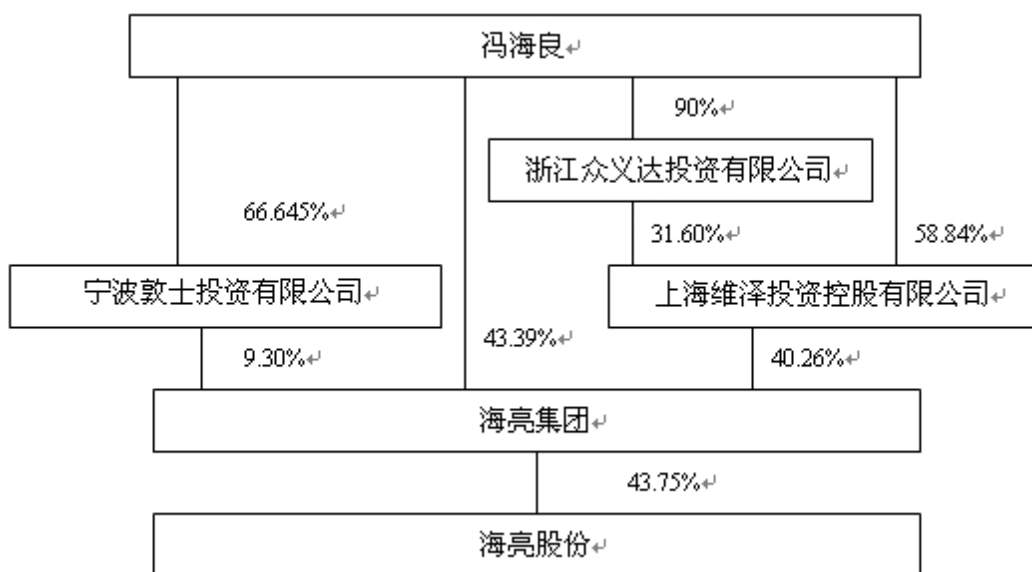 冯海良↵
90%↵
浙江众义达投资有限公司↵
66.645%↵
31.60%↵
58.84%↵
宁波敦士投资有限公司↵
上海维泽投资控股有限公司↵
43.39%↵
9.30%↵
40.26%↵
海亮集团↵
43.75%↵
海亮股份↵